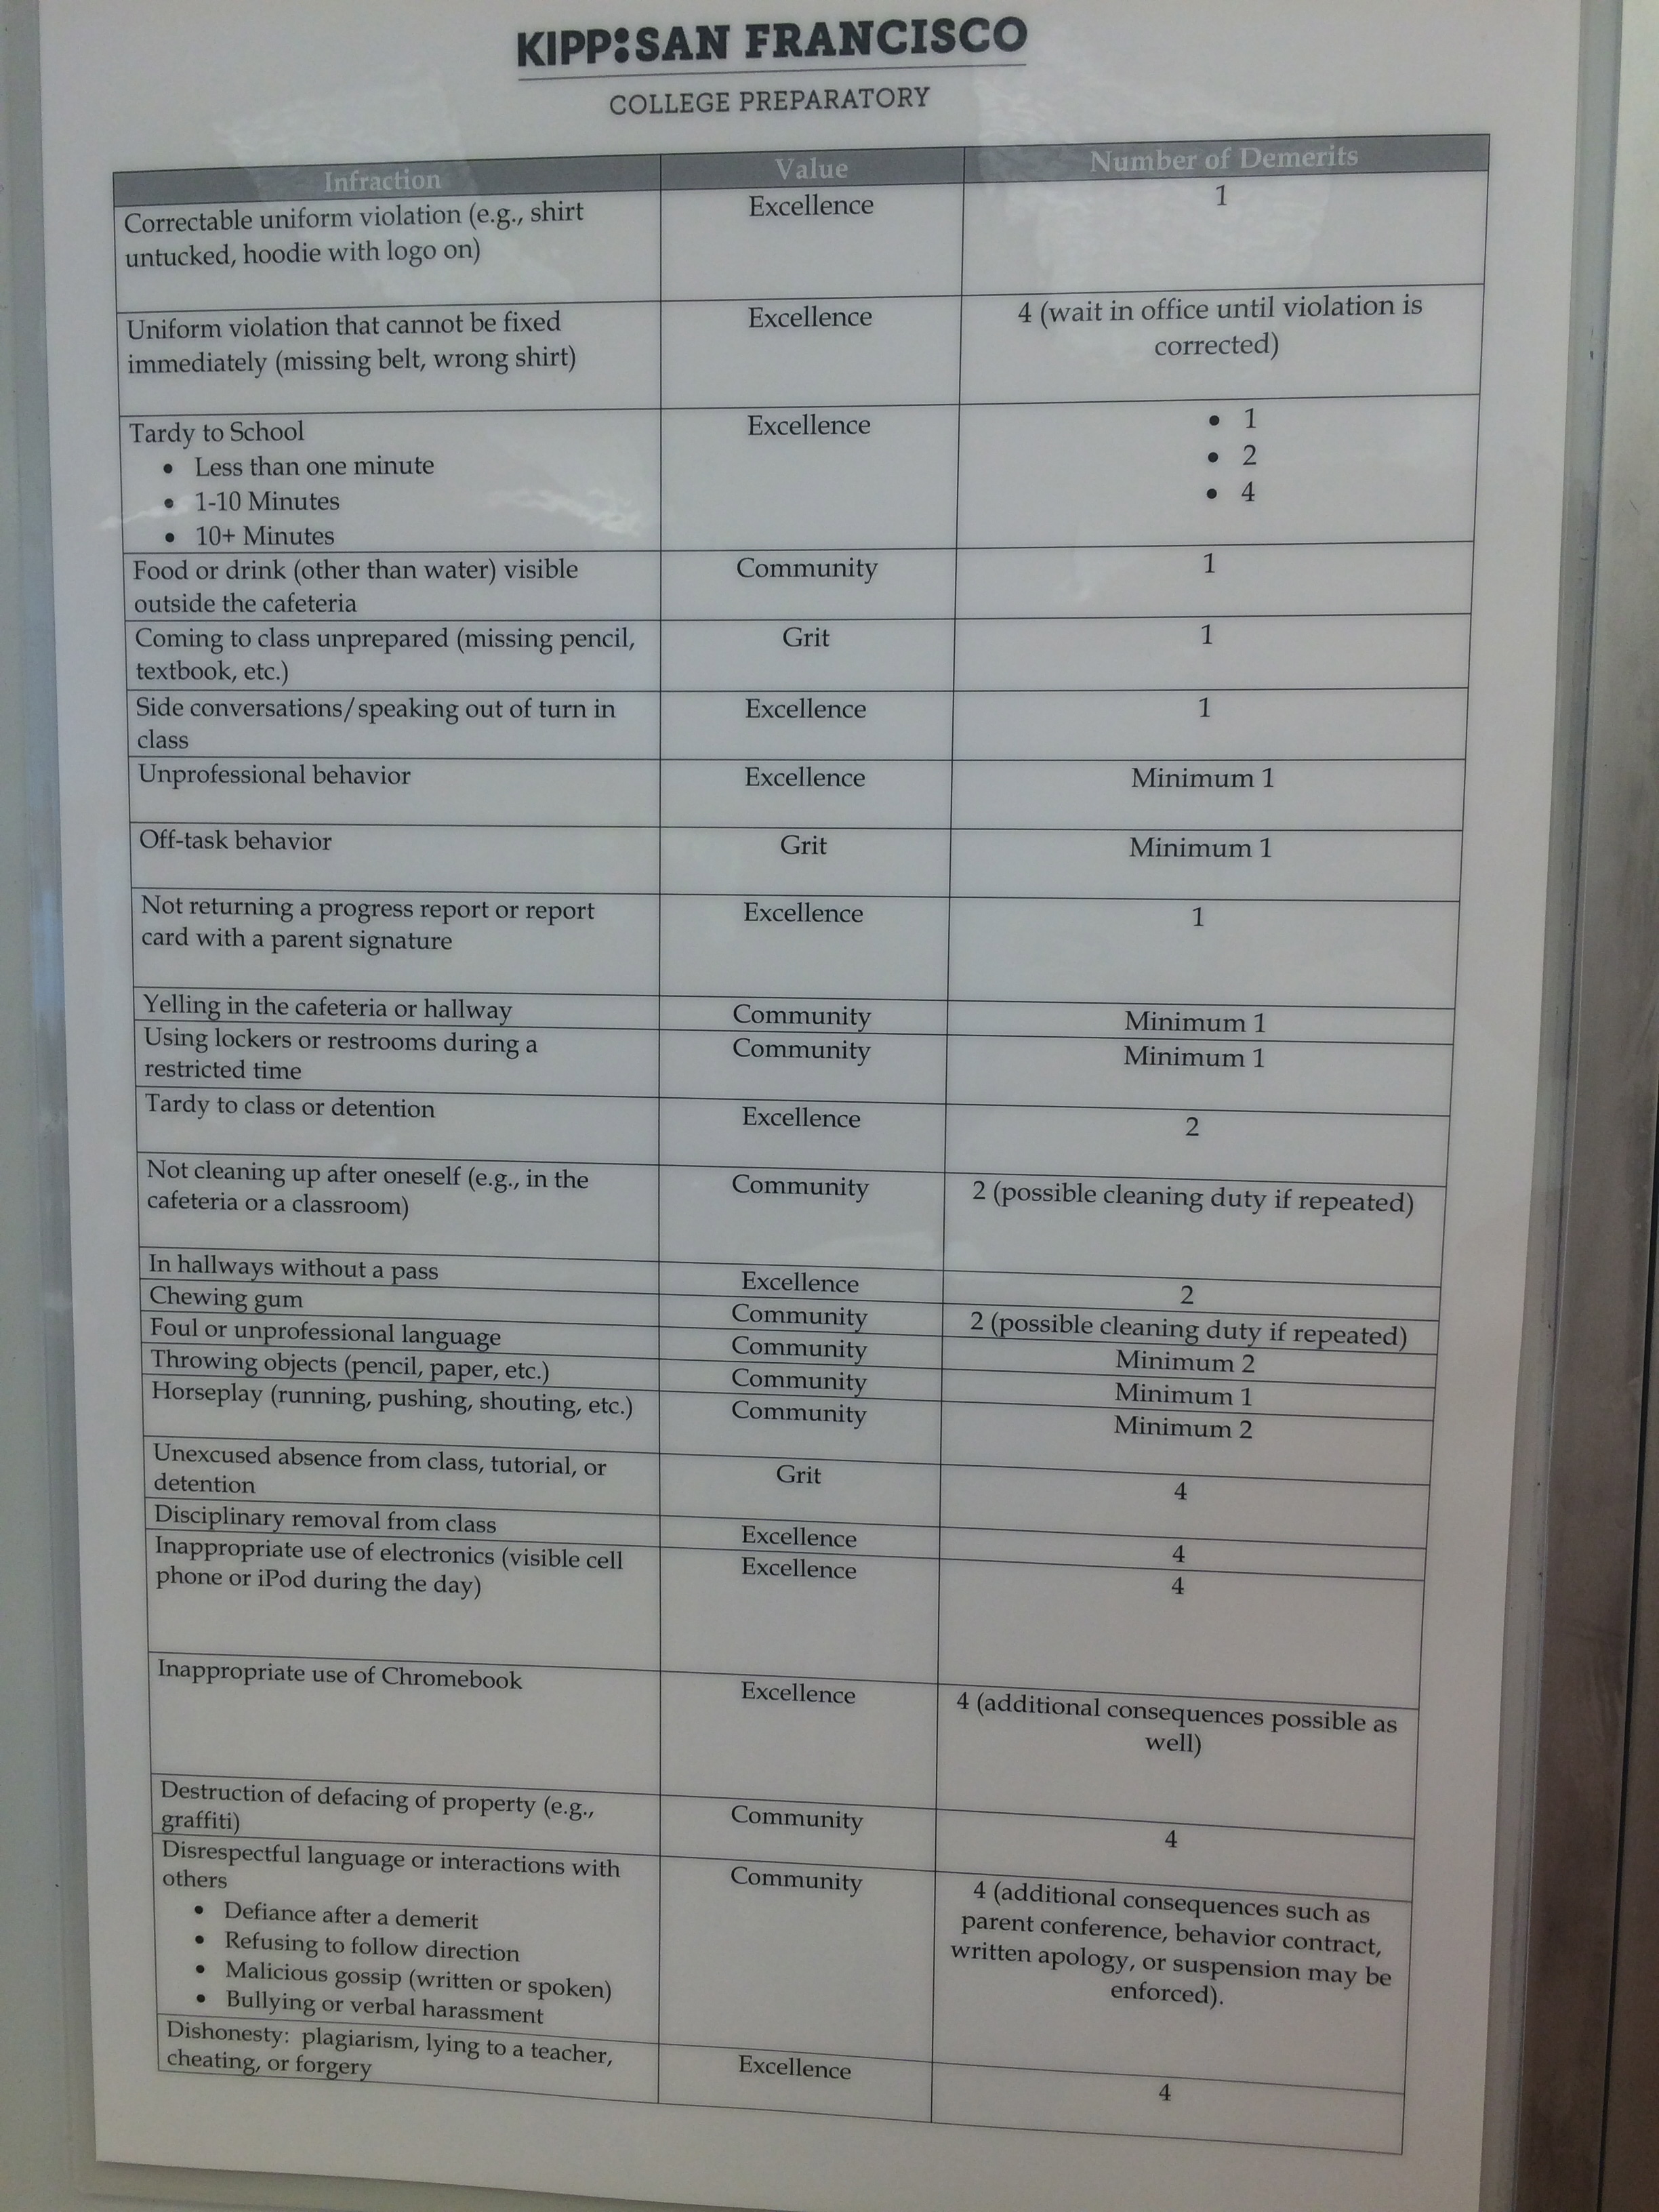 KIPP:SAN FRANCISCO
COLLEGE PREPARATORY
Infraction Value Number of Demerits
Correctable uniform violation (e.g., shirt Excellence 1
untucked, hoodie with logo on)
Uniform violation that cannot be fixed Excellence 4 (wait in office until violation is
immediately (missing belt, wrong shirt) corrected)
Tardy to School Excellence • 1
• Less than one minute • 2
• 1-10 Minutes • 4
• 10+ Minutes
Food or drink (other than water) visible Community 1
outside the cafeteria
Coming to class unprepared (missing pencil, Grit 1
textbook, etc.)
Side conversations/speaking out of turn in Excellence 1
class
Unprofessional behavior Excellence Minimum 1
Off-task behavior Grit Minimum 1
Not returning a progress report or report Excellence 1
card with a parent signature
Yelling in the cafeteria or hallway Community Minimum 1
Using lockers or restrooms during a Community Minimum 1
restricted time
Tardy to class or detention Excellence 2
Not cleaning up after oneself (e.g., in the Community 2 (possible cleaning duty if repeated)
cafeteria or a classroom)
In hallways without a pass Excellence 2
Chewing gum Community 2 (possible cleaning duty if repeated)
Foul or unprofessional language Community Minimum 2
Throwing objects (pencil, paper, etc.) Community Minimum 1
Horseplay (running, pushing, shouting, etc.) Community Minimum 2
Unexcused absence from class, tutorial, or Grit 4
detention
Disciplinary removal from class Excellence 4
Inappropriate use of electronics (visible cell Excellence 4
phone or iPod during the day)
Inappropriate use of Chromebook Excellence 4 (additional consequences possible as
well)
Destruction of defacing of property (e.g., Community 4
graffiti)
Disrespectful language or interactions with Community 4 (additional consequences such as
others parent conference, behavior contract,
• Defiance after a demerit written apology, or suspension may be
• Refusing to follow direction enforced).
• Malicious gossip (written or spoken)
• Bullying or verbal harassment
Dishonesty: plagiarism, lying to a teacher, Excellence 4
cheating, or forgery